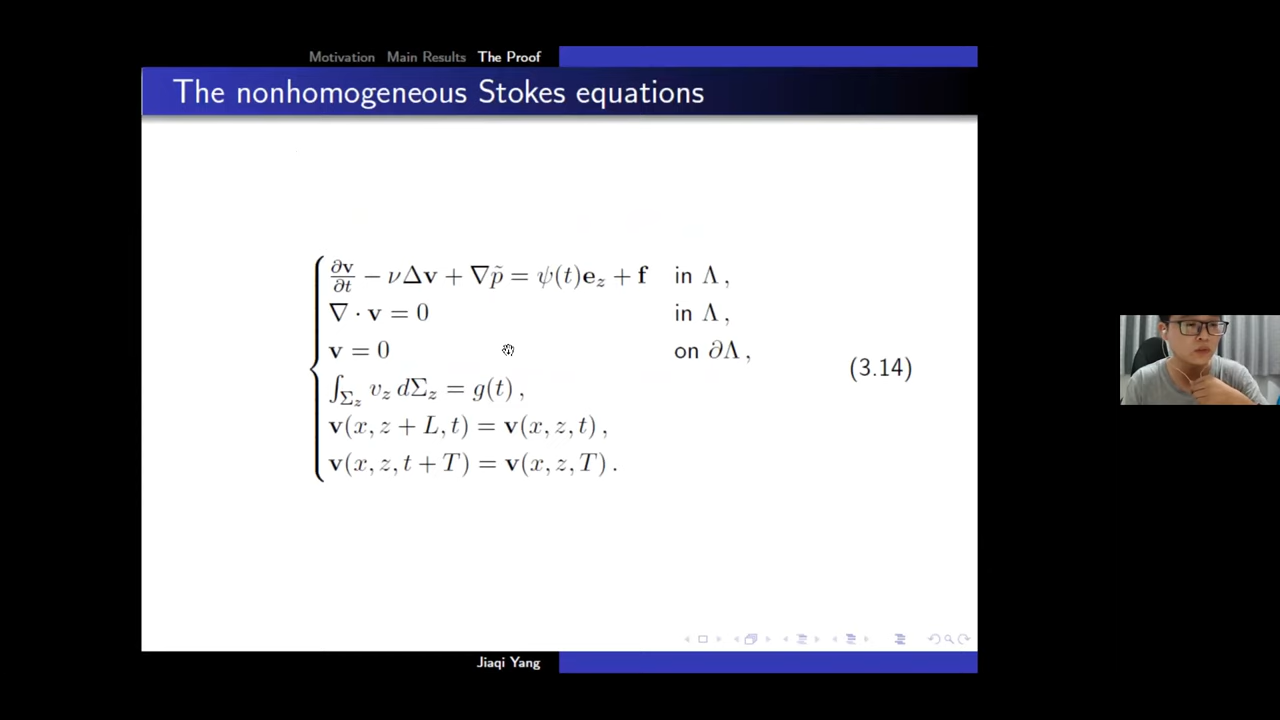 Motivation Main Results The Proof
The nonhomogeneous Stokes equations
∂v/∂t − νΔv + ∇p̃ = ψ(t)e_z + f in Λ ,
∇ · v = 0 in Λ ,
v = 0 on ∂Λ ,
(3.14)
∫_{Σ_z} v_z dΣ_z = g(t) ,
v(x, z + L, t) = v(x, z, t) ,
v(x, z, t + T) = v(x, z, T) .
Jiaqi Yang